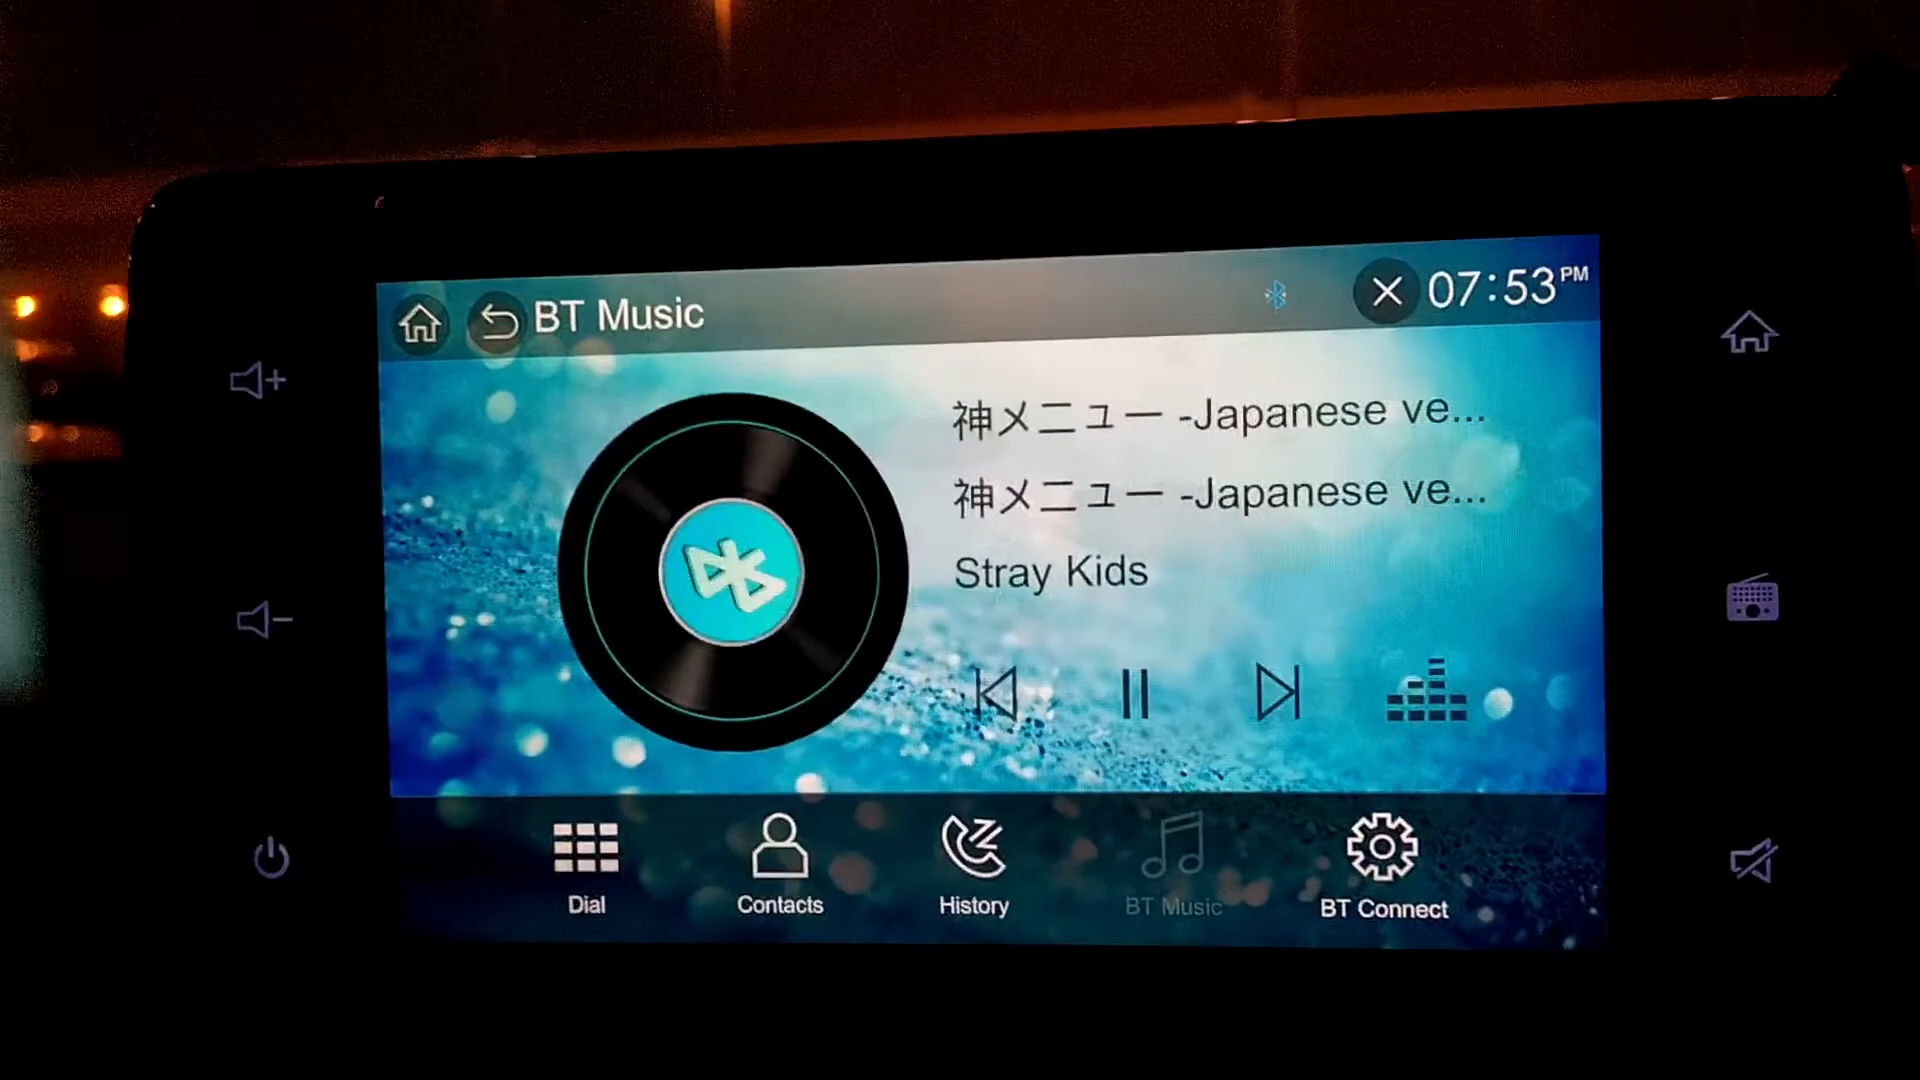 BT Music
07:53 PM
神メニュー -Japanese ve...
神メニュー -Japanese ve...
Stray Kids
Dial
Contacts
History
BT Music
BT Connect